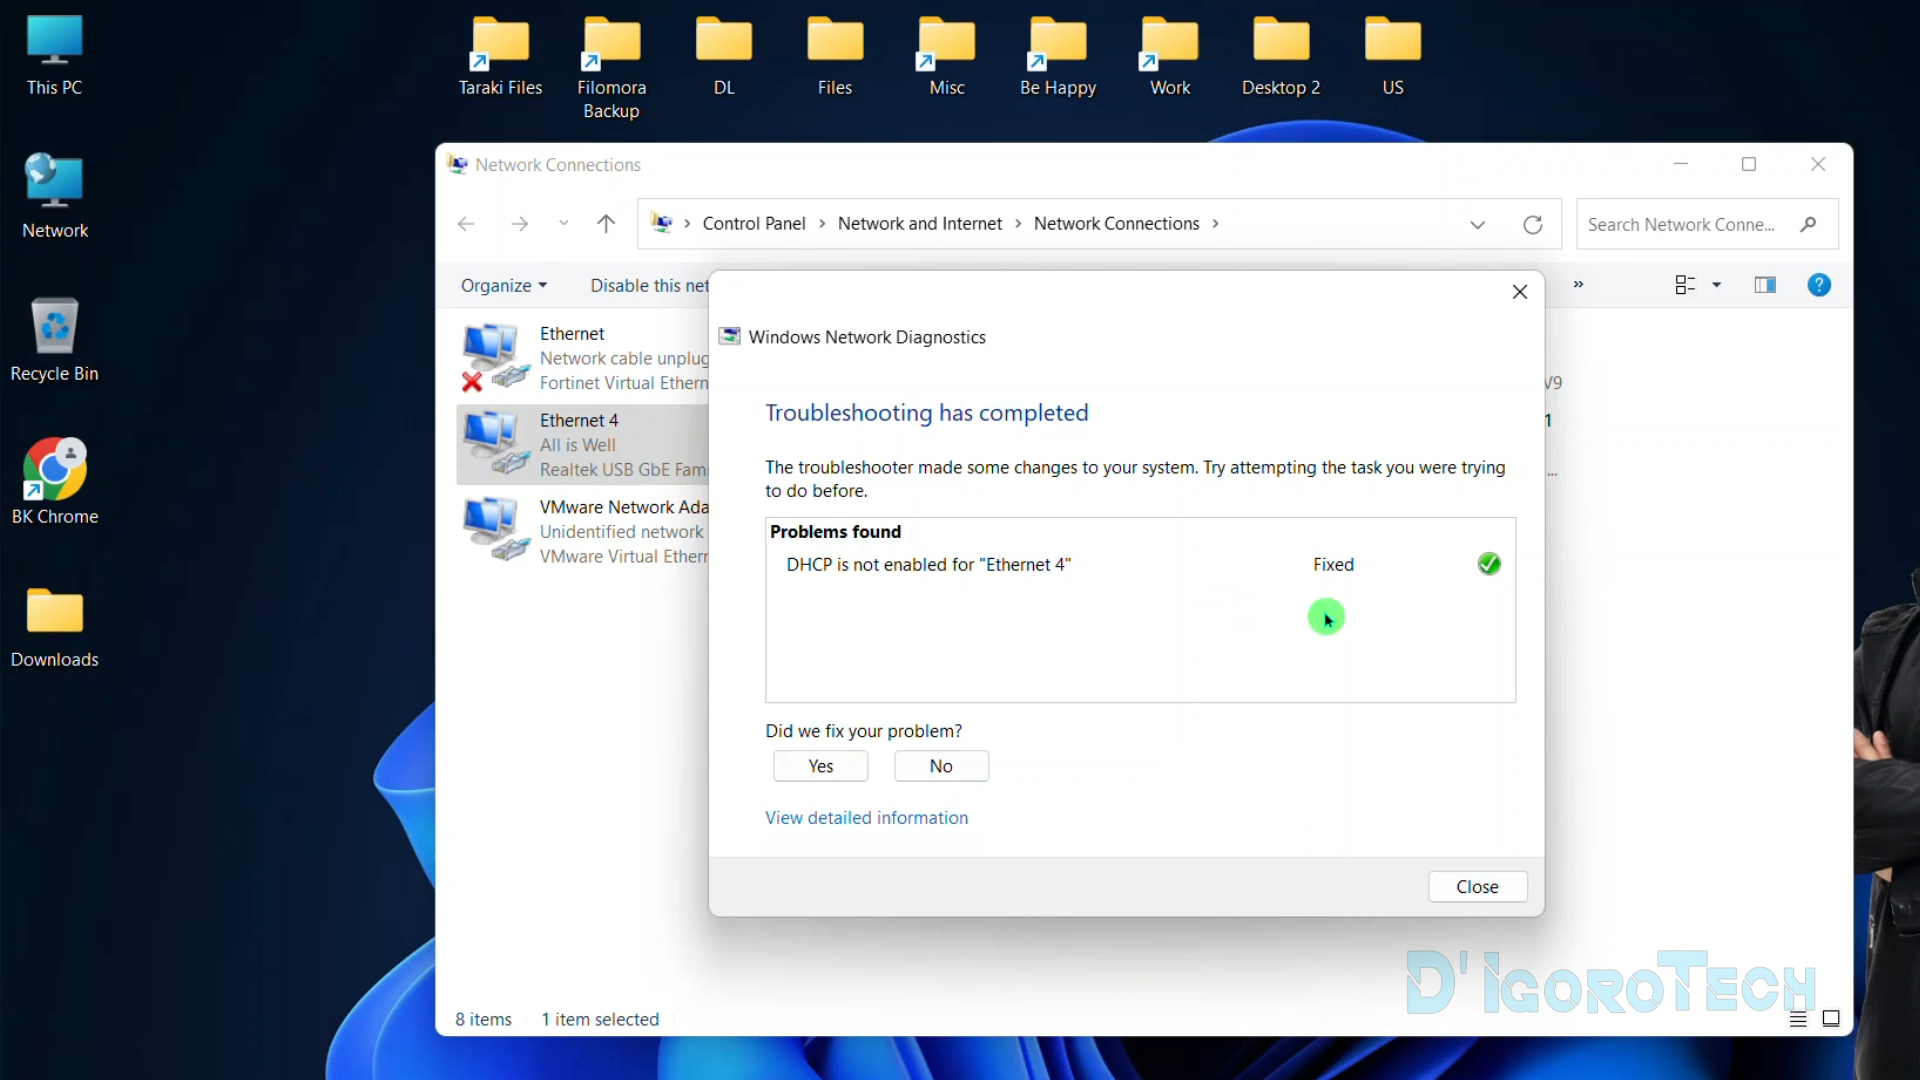 This PC
Network
Recycle Bin
BK Chrome
Downloads
Taraki Files
Filomora
Backup
DL
Files
Misc
Be Happy
Work
Desktop 2
US
Network Connections
Control Panel
Network and Internet
Network Connections
Search Network Conne...
Organize
Disable this net
»
?
Ethernet
Network cable unplug
Fortinet Virtual Ethern
Ethernet 4
All is Well
Realtek USB GbE Fam
VMware Network Ada
Unidentified network
VMware Virtual Ethern
V9
1
...
Windows Network Diagnostics
Troubleshooting has completed
The troubleshooter made some changes to your system. Try attempting the task you were trying
to do before.
Problems found
DHCP is not enabled for "Ethernet 4"
Fixed
Did we fix your problem?
Yes
No
View detailed information
Close
8 items
1 item selected
D'IGOROTECH